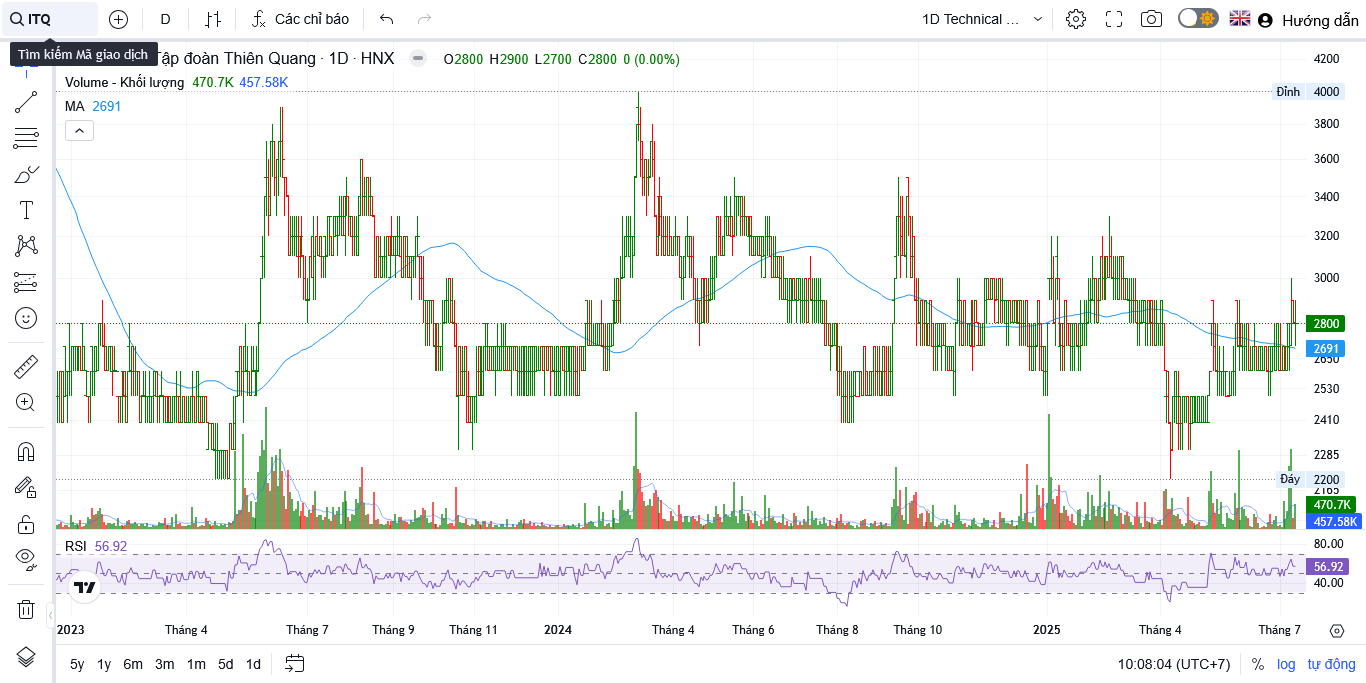 ITQ D Các chỉ báo 1D Technical ... Hướng dẫn
Tìm kiếm Mã giao dịch
Tập đoàn Thiên Quang · 1D · HNX O2800 H2900 L2700 C2800 0 (0.00%)
Volume - Khối lượng 470.7K 457.58K
MA 2691
4200
Đỉnh 4000
3800
3600
3400
3200
3000
2800
2691
2650
2530
2410
2285
Đáy 2200
2165
470.7K
457.58K
RSI 56.92
80.00
56.92
40.00
2023 Tháng 4 Tháng 7 Tháng 9 Tháng 11 2024 Tháng 4 Tháng 6 Tháng 8 Tháng 10 2025 Tháng 4 Tháng 7
5y 1y 6m 3m 1m 5d 1d 10:08:04 (UTC+7) % log tự động